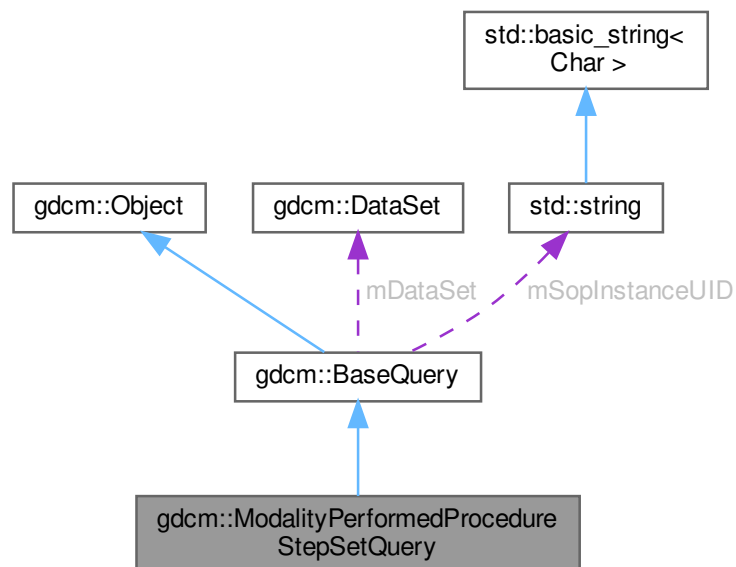 std::basic_string<
Char >
gdcm::Object
gdcm::DataSet
std::string
mDataSet
mSopInstanceUID
gdcm::BaseQuery
gdcm::ModalityPerformedProcedure
StepSetQuery